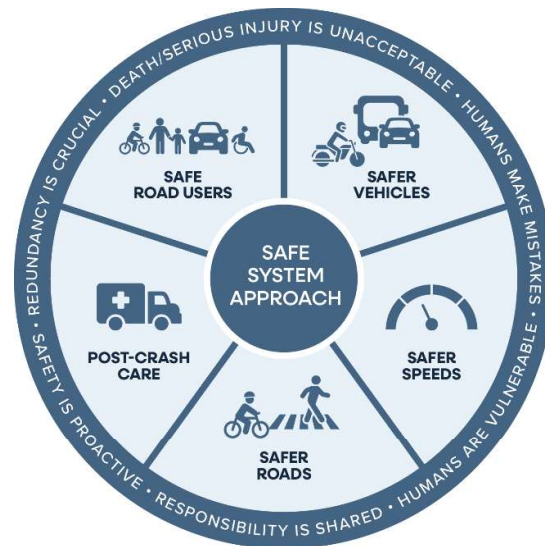 DEATH/SERIOUS INJURY IS UNACCEPTABLE • HUMANS MAKE MISTAKES • HUMANS ARE VULNERABLE • RESPONSIBILITY IS SHARED • SAFETY IS PROACTIVE • REDUNDANCY IS CRUCIAL •
SAFE
ROAD USERS
SAFER
VEHICLES
SAFE
SYSTEM
APPROACH
POST-CRASH
CARE
SAFER
SPEEDS
SAFER
ROADS